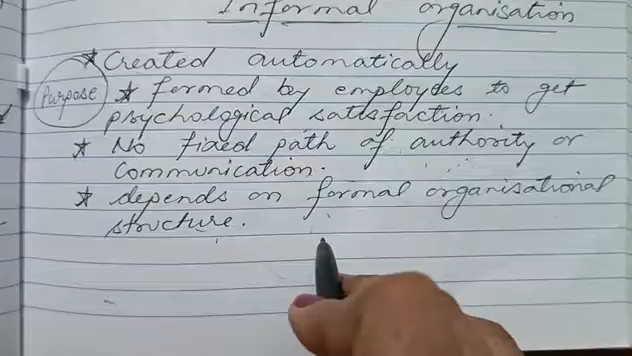 Informal organisation
* Created automatically
Purpose * formed by employees to get
psychological satisfaction.
* No fixed path of authority or
communication.
* depends on formal organisational
structure.